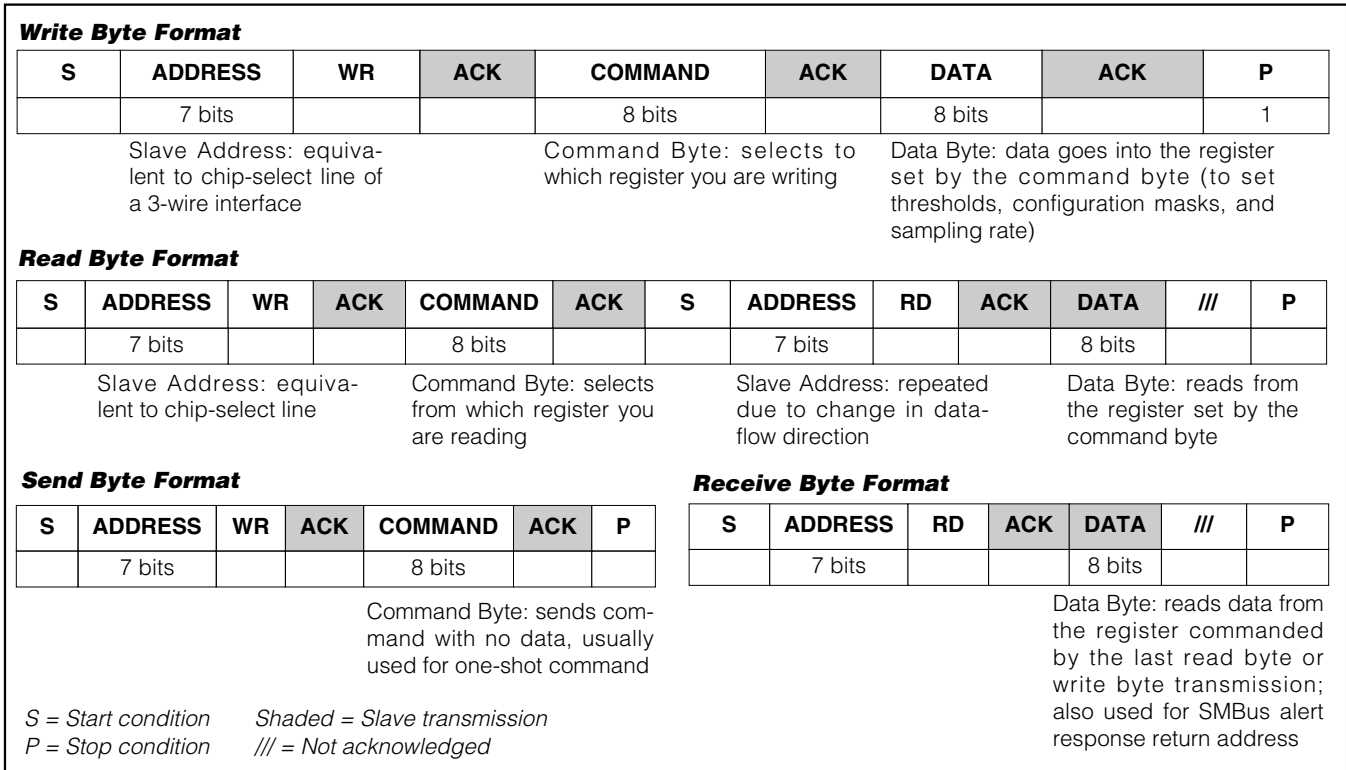 Write Byte Format
S ADDRESS WR ACK COMMAND ACK DATA ACK P
7 bits 8 bits 8 bits 1
Slave Address: equiva-
lent to chip-select line of
a 3-wire interface
Command Byte: selects to
which register you are writing
Data Byte: data goes into the register
set by the command byte (to set
thresholds, configuration masks, and
sampling rate)
Read Byte Format
S ADDRESS WR ACK COMMAND ACK S ADDRESS RD ACK DATA /// P
7 bits 8 bits 7 bits 8 bits
Slave Address: equiva-
lent to chip-select line
Command Byte: selects
from which register you
are reading
Slave Address: repeated
due to change in data-
flow direction
Data Byte: reads from
the register set by the
command byte
Send Byte Format
S ADDRESS WR ACK COMMAND ACK P
7 bits 8 bits
Command Byte: sends com-
mand with no data, usually
used for one-shot command
Receive Byte Format
S ADDRESS RD ACK DATA /// P
7 bits 8 bits
Data Byte: reads data from
the register commanded
by the last read byte or
write byte transmission;
also used for SMBus alert
response return address
S = Start condition Shaded = Slave transmission
P = Stop condition /// = Not acknowledged